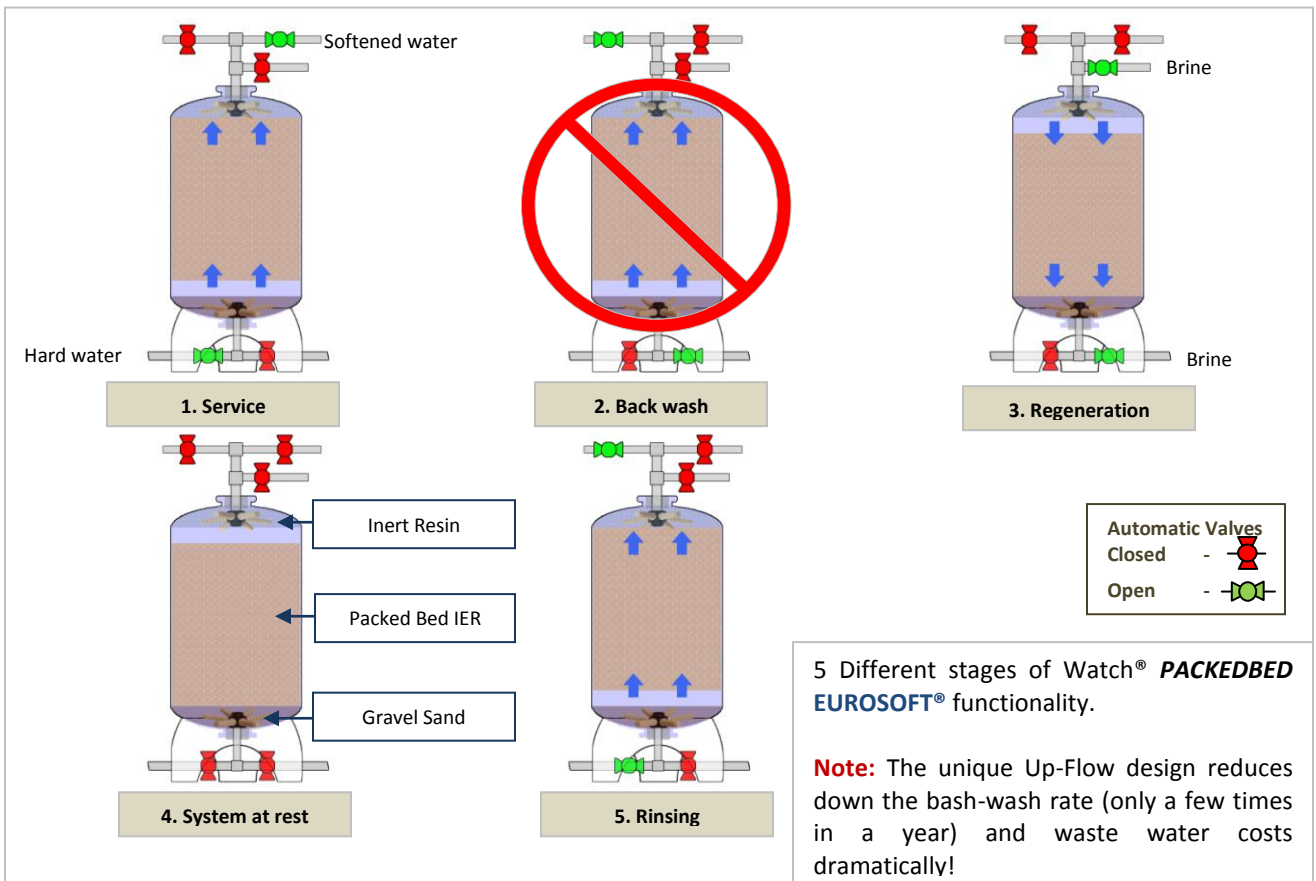 Softened water
Hard water
1. Service
2. Back wash
Brine
Brine
3. Regeneration
Inert Resin
Packed Bed IER
Gravel Sand
4. System at rest
5. Rinsing
Automatic Valves
Closed -
Open -
5 Different stages of Watch® PACKEDBED
EUROSOFT® functionality.
Note: The unique Up-Flow design reduces
down the bash-wash rate (only a few times
in a year) and waste water costs
dramatically!